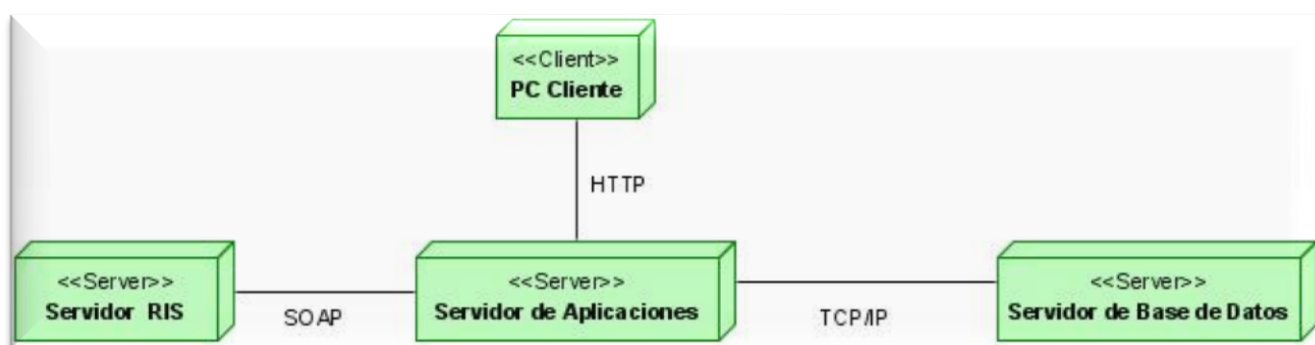 <<Client>>
PC Cliente
HTTP
<<Server>>
Servidor RIS
SOAP
<<Server>>
Servidor de Aplicaciones
TCP/IP
<<Server>>
Servidor de Base de Datos